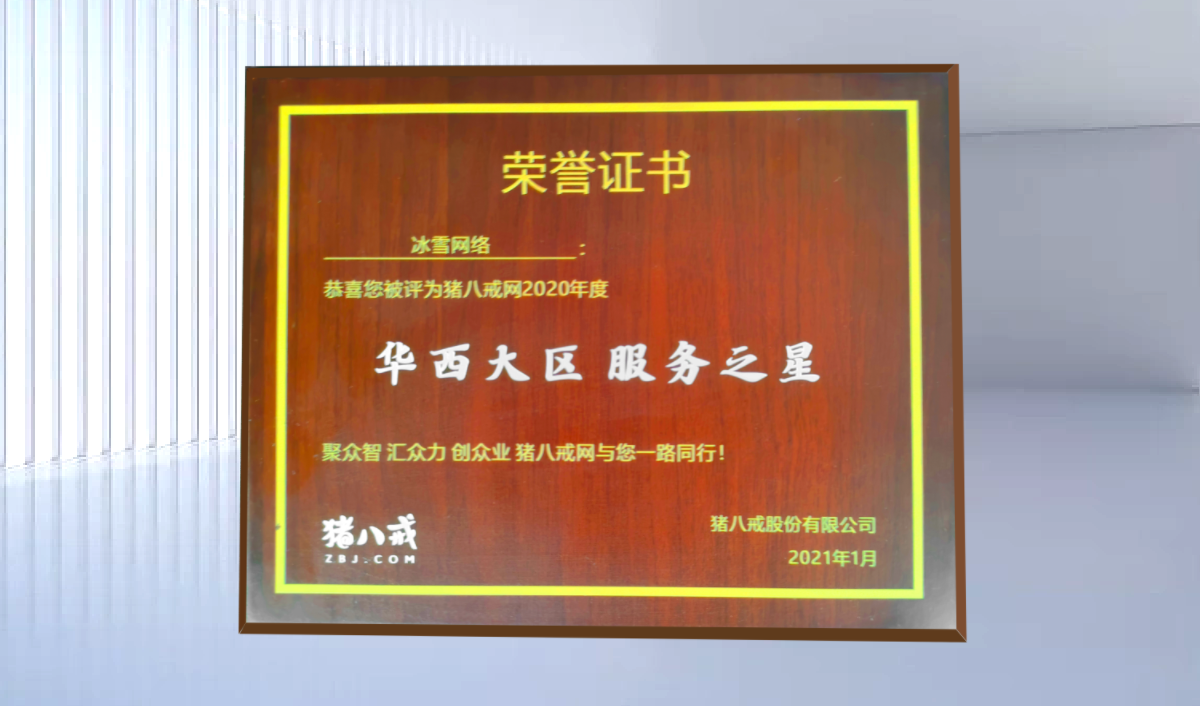 荣誉证书
冰雪网络：
恭喜您被评为猪八戒网2020年度
华西大区 服务之星
聚众智 汇众力 创众业 猪八戒网与您一路同行！
猪八戒
ZBJ.COM
猪八戒股份有限公司
2021年1月